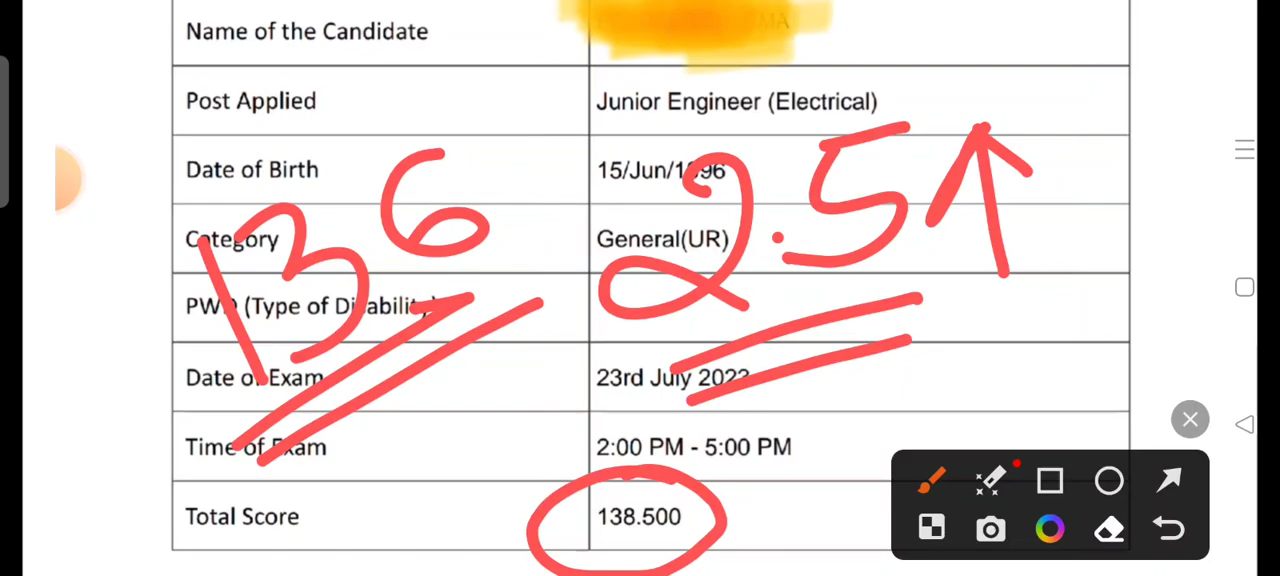 Name of the Candidate
MA
Post Applied Junior Engineer (Electrical)
Date of Birth 15/Jun/1996
Category General(UR)
PWD (Type of Disability)
Date of Exam 23rd July 2022
Time of Exam 2:00 PM - 5:00 PM
Total Score 138.500
136
2.5↑